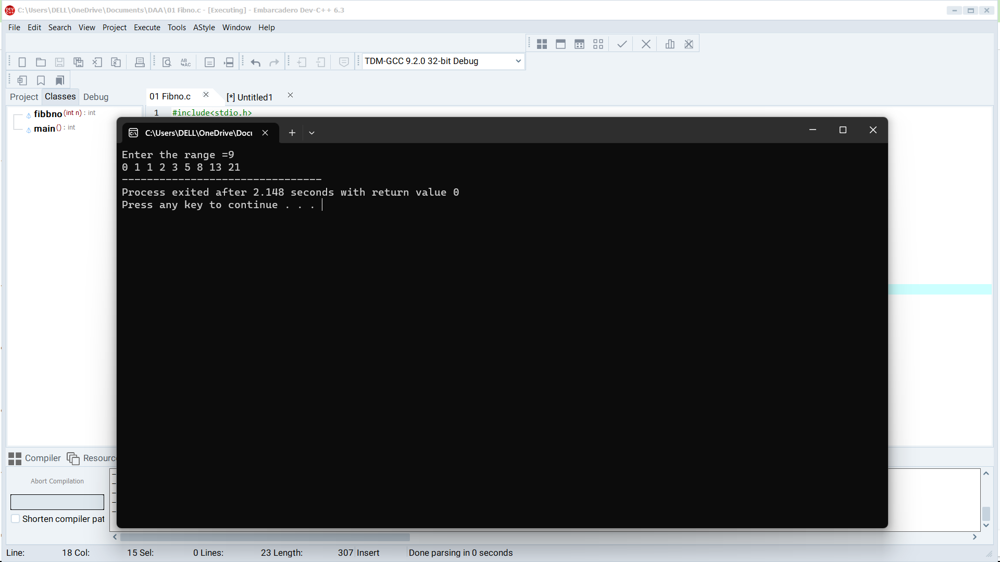 C:\Users\DELL\OneDrive\Documents\DAA\01 Fibno.c - [Executing] - Embarcadero Dev-C++ 6.3
File Edit Search View Project Execute Tools AStyle Window Help
TDM-GCC 9.2.0 32-bit Debug
Project Classes Debug
01 Fibno.c [*] Untitled1
fibbno (int n) : int
main () : int
1 #include<stdio.h>
C:\Users\DELL\OneDrive\Docu
Enter the range =9
0 1 1 2 3 5 8 13 21
--------------------------------
Process exited after 2.148 seconds with return value 0
Press any key to continue . . .
Compiler Resourc
Abort Compilation
Shorten compiler pat
Line: 18 Col: 15 Sel: 0 Lines: 23 Length: 307 Insert Done parsing in 0 seconds